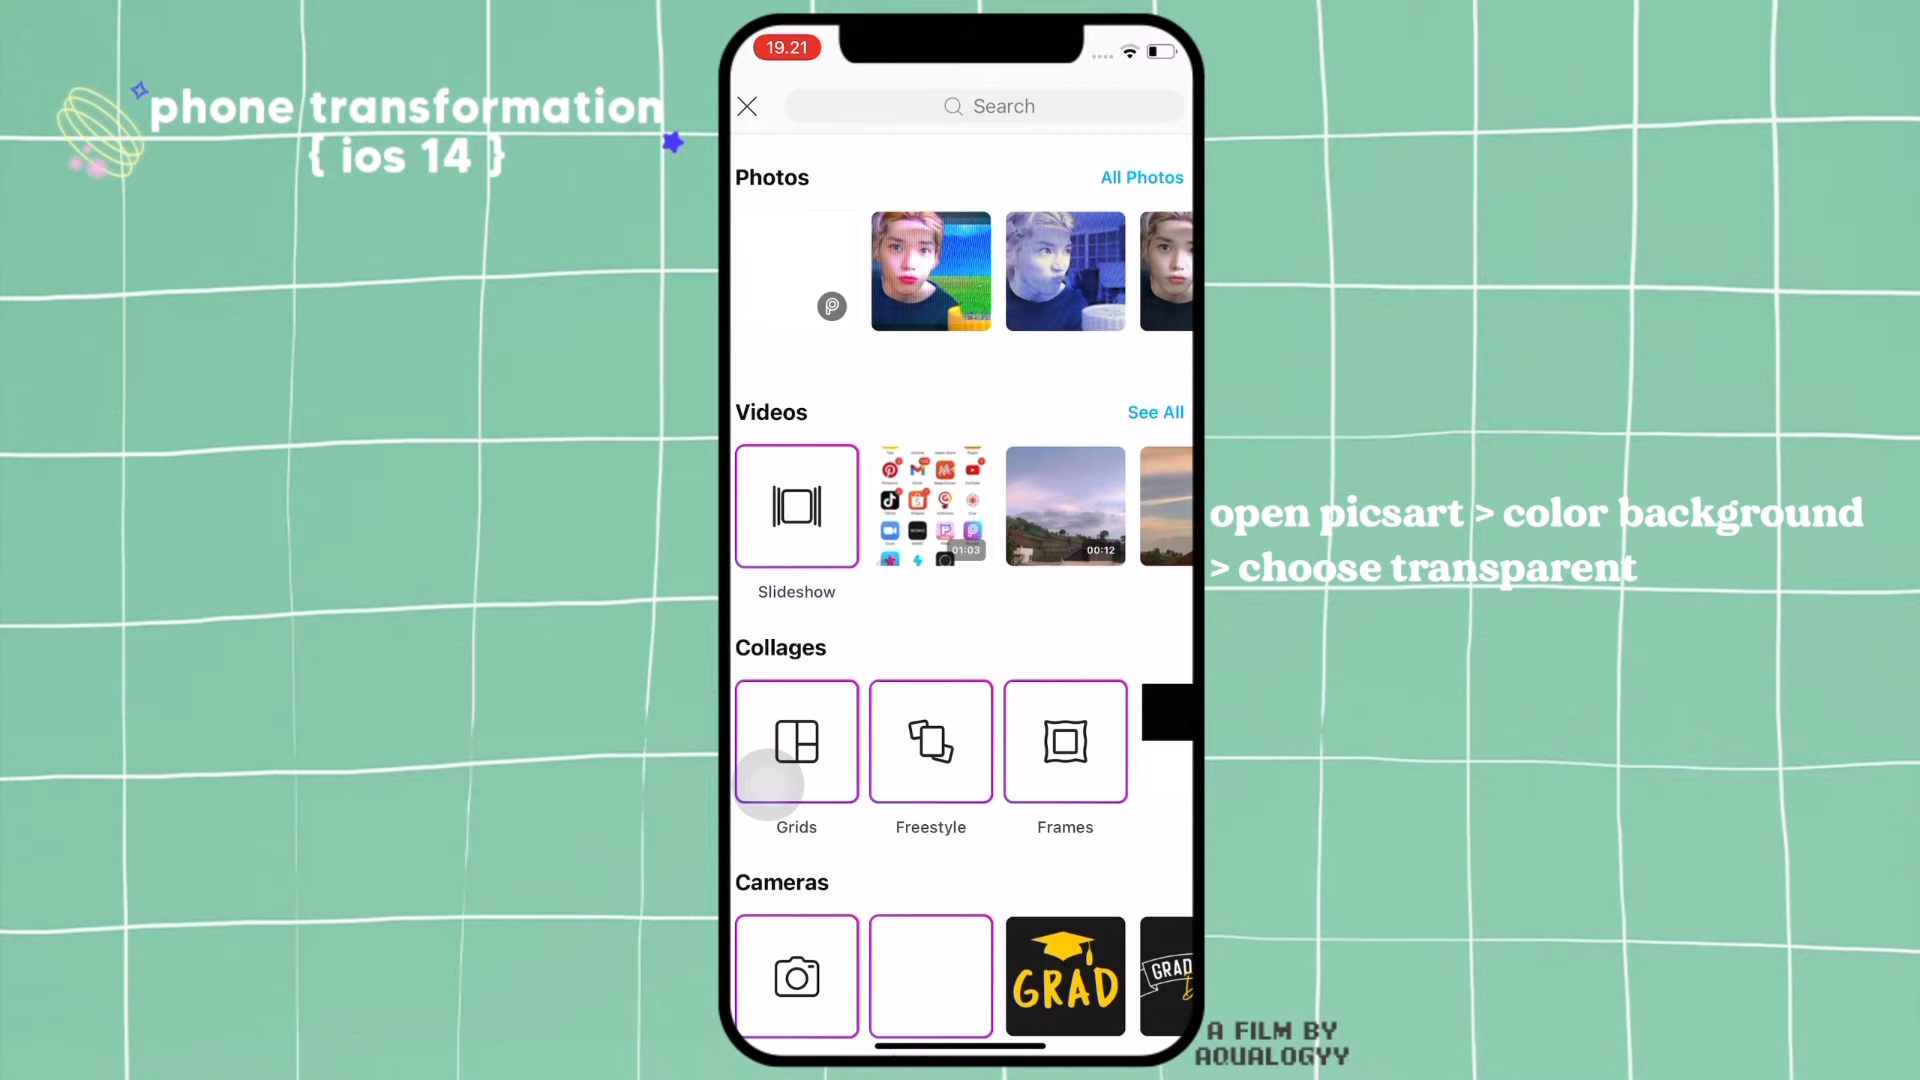 phone transformation
{ ios 14 }
19.21
Search
Photos
All Photos
Videos
See All
01:03
00:12
Slideshow
open picsart > color background
> choose transparent
Collages
Grids
Freestyle
Frames
Cameras
GRAD
GRAD
A FILM BY
AQUALOGYY